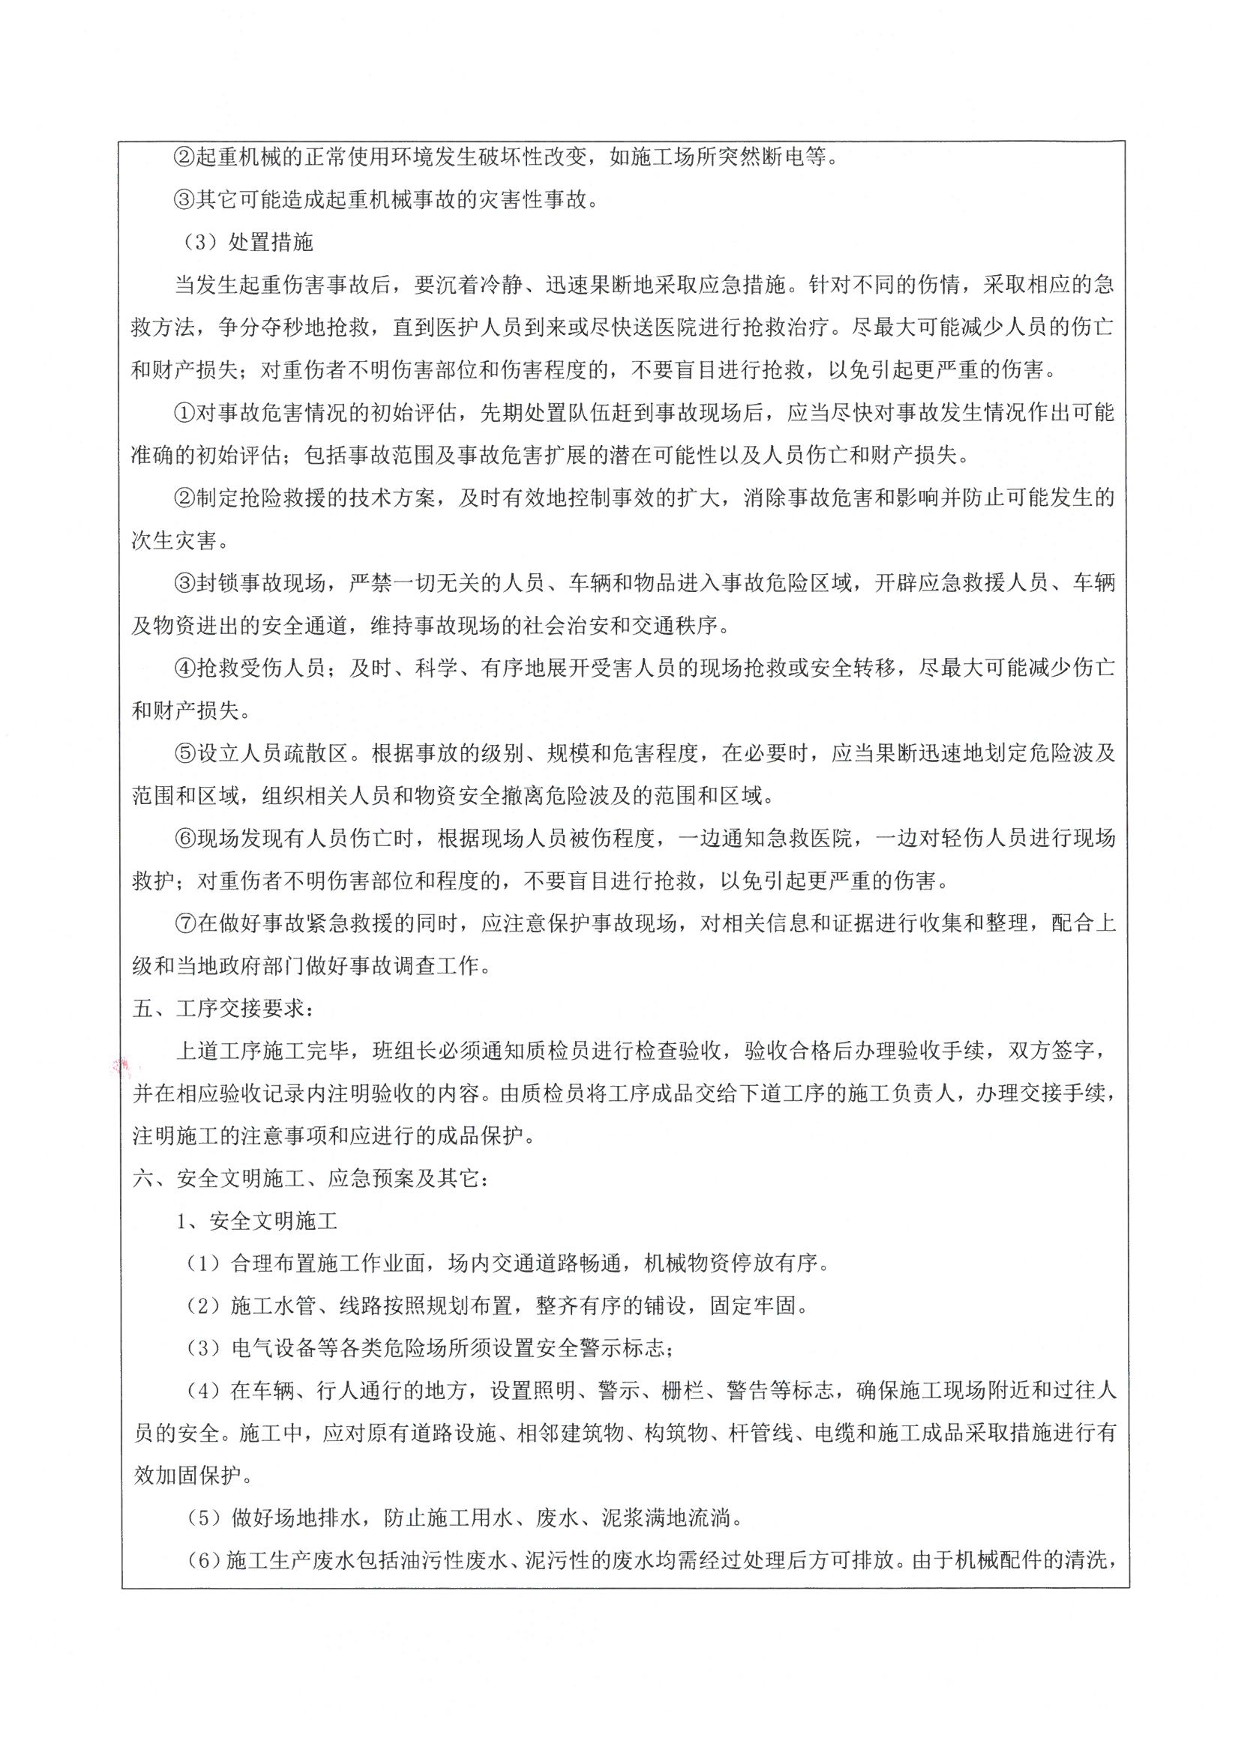 ②起重机械的正常使用环境发生破坏性改变，如施工场所突然断电等。
③其它可能造成起重机械事故的灾害性事故。
（3）处置措施
当发生起重伤害事故后，要沉着冷静、迅速果断地采取应急措施。针对不同的伤情，采取相应的急
救方法，争分夺秒地抢救，直到医护人员到来或尽快送医院进行抢救治疗。尽最大可能减少人员的伤亡
和财产损失；对重伤者不明伤害部位和伤害程度的，不要盲目进行抢救，以免引起更严重的伤害。
①对事故危害情况的初始评估，先期处置队伍赶到事故现场后，应当尽快对事故发生情况作出可能
准确的初始评估；包括事故范围及事故危害扩展的潜在可能性以及人员伤亡和财产损失。
②制定抢险救援的技术方案，及时有效地控制事效的扩大，消除事故危害和影响并防止可能发生的
次生灾害。
③封锁事故现场，严禁一切无关的人员、车辆和物品进入事故危险区域，开辟应急救援人员、车辆
及物资进出的安全通道，维持事故现场的社会治安和交通秩序。
④抢救受伤人员；及时、科学、有序地展开受害人员的现场抢救或安全转移，尽最大可能减少伤亡
和财产损失。
⑤设立人员疏散区。根据事放的级别、规模和危害程度，在必要时，应当果断迅速地划定危险波及
范围和区域，组织相关人员和物资安全撤离危险波及的范围和区域。
⑥现场发现有人员伤亡时，根据现场人员被伤程度，一边通知急救医院，一边对轻伤人员进行现场
救护；对重伤者不明伤害部位和程度的，不要盲目进行抢救，以免引起更严重的伤害。
⑦在做好事故紧急救援的同时，应注意保护事故现场，对相关信息和证据进行收集和整理，配合上
级和当地政府部门做好事故调查工作。
五、工序交接要求：
上道工序施工完毕，班组长必须通知质检员进行检查验收，验收合格后办理验收手续，双方签字，
并在相应验收记录内注明验收的内容。由质检员将工序成品交给下道工序的施工负责人，办理交接手续，
注明施工的注意事项和应进行的成品保护。
六、安全文明施工、应急预案及其它：
1、安全文明施工
（1）合理布置施工作业面，场内交通道路畅通，机械物资停放有序。
（2）施工水管、线路按照规划布置，整齐有序的铺设，固定牢固。
（3）电气设备等各类危险场所须设置安全警示标志；
（4）在车辆、行人通行的地方，设置照明、警示、栅栏、警告等标志，确保施工现场附近和过往人
员的安全。施工中，应对原有道路设施、相邻建筑物、构筑物、杆管线、电缆和施工成品采取措施进行有
效加固保护。
（5）做好场地排水，防止施工用水、废水、泥浆满地流淌。
（6）施工生产废水包括油污性废水、泥污性的废水均需经过处理后方可排放。由于机械配件的清洗，